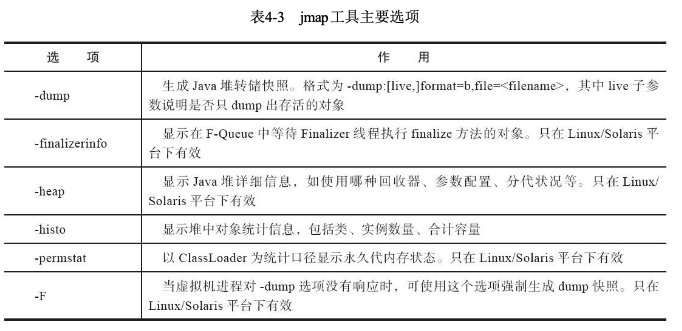 表4-3 jmap工具主要选项
选 项
作 用
-dump
生成 Java 堆转储快照。格式为 -dump:[live,]format=b,file=<filename>，其中 live 子参
数说明是否只 dump 出存活的对象
-finalizerinfo
显示在 F-Queue 中等待 Finalizer 线程执行 finalize 方法的对象。只在 Linux/Solaris 平
台下有效
-heap
显示 Java 堆详细信息，如使用哪种回收器、参数配置、分代状况等。只在 Linux/
Solaris 平台下有效
-histo
显示堆中对象统计信息，包括类、实例数量、合计容量
-permstat
以 ClassLoader 为统计口径显示永久代内存状态。只在 Linux/Solaris 平台下有效
-F
当虚拟机进程对 -dump 选项没有响应时，可使用这个选项强制生成 dump 快照。只在
Linux/Solaris 平台下有效